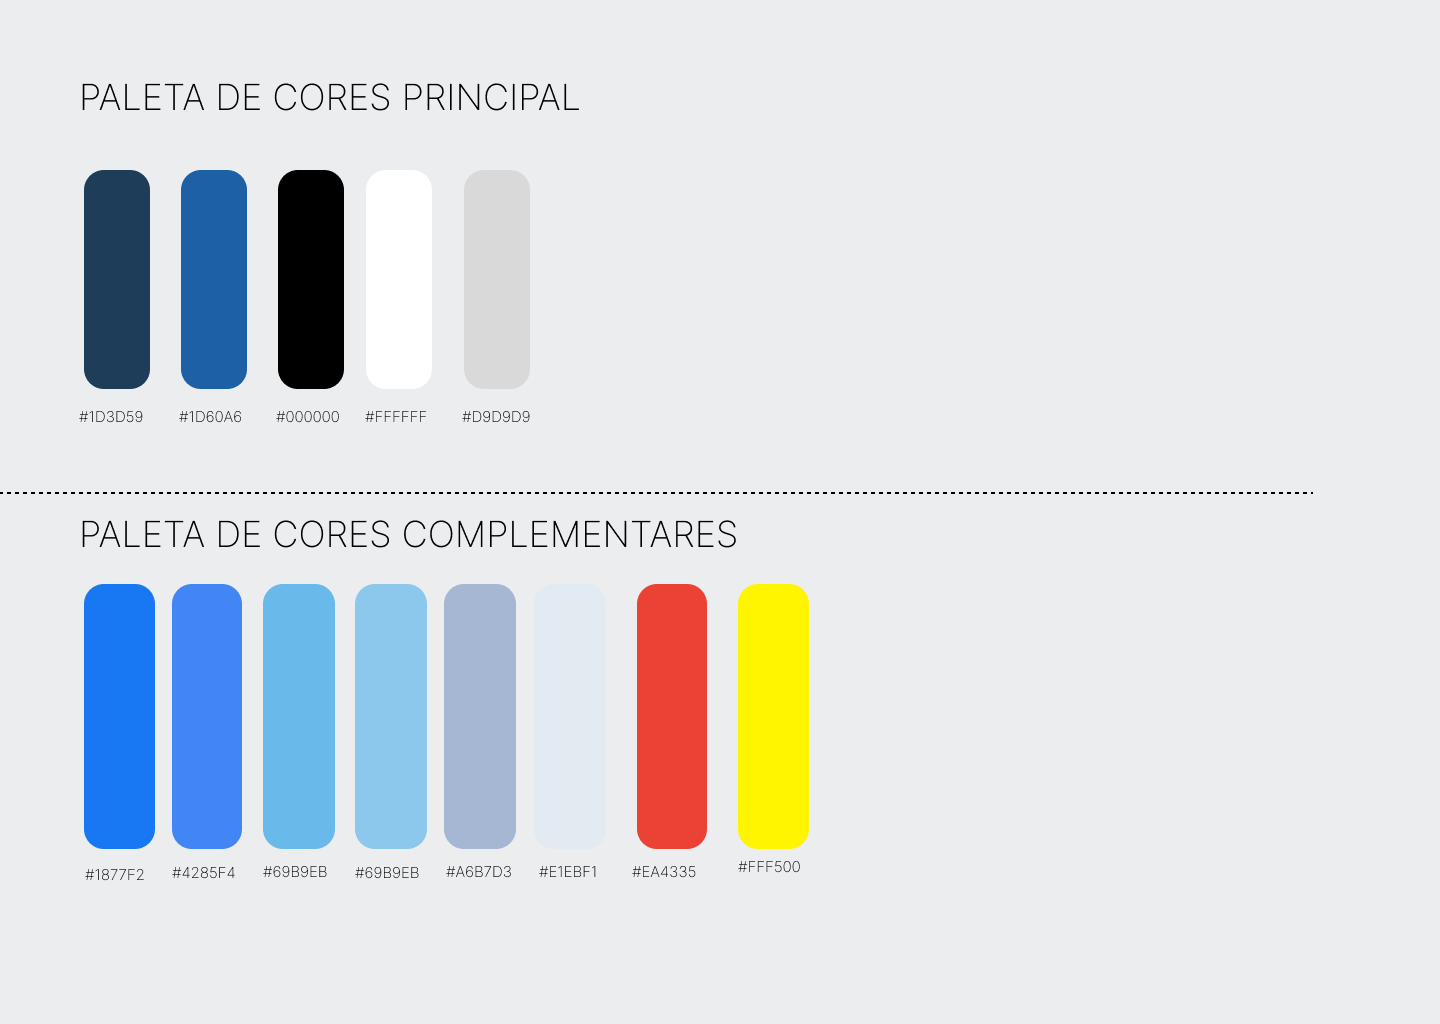 PALETA DE CORES PRINCIPAL
#1D3D59 #1D60A6 #000000 #FFFFFF #D9D9D9
PALETA DE CORES COMPLEMENTARES
#1877F2 #4285F4 #69B9EB #69B9EB #A6B7D3 #E1EBF1 #EA4335 #FFF500